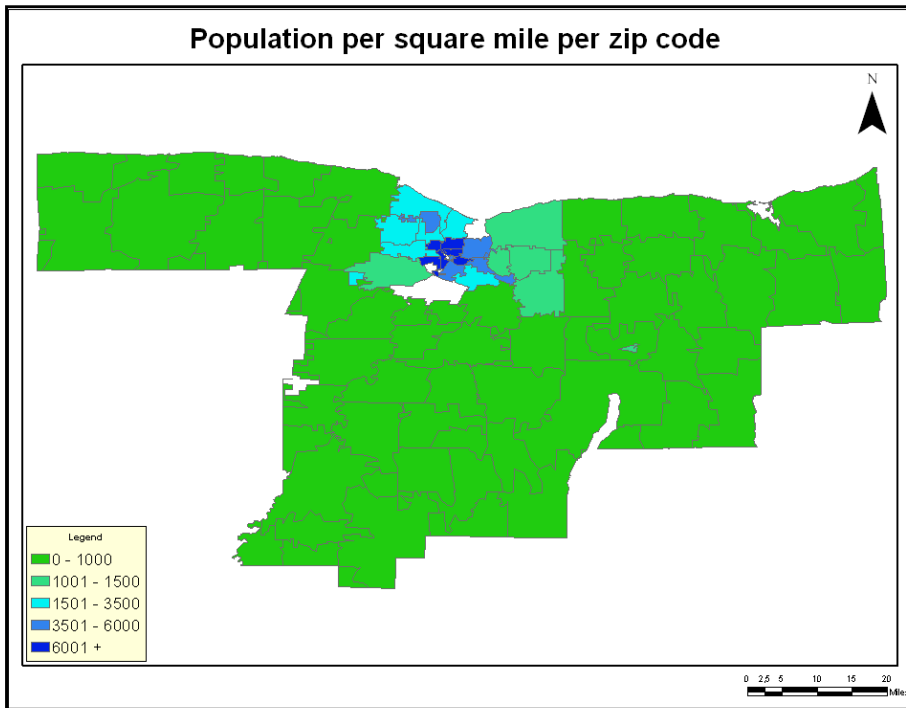 Population per square mile per zip code
N
Legend
0 - 1000
1001 - 1500
1501 - 3500
3501 - 6000
6001 +
0 2.5 5 10 15 20
Miles